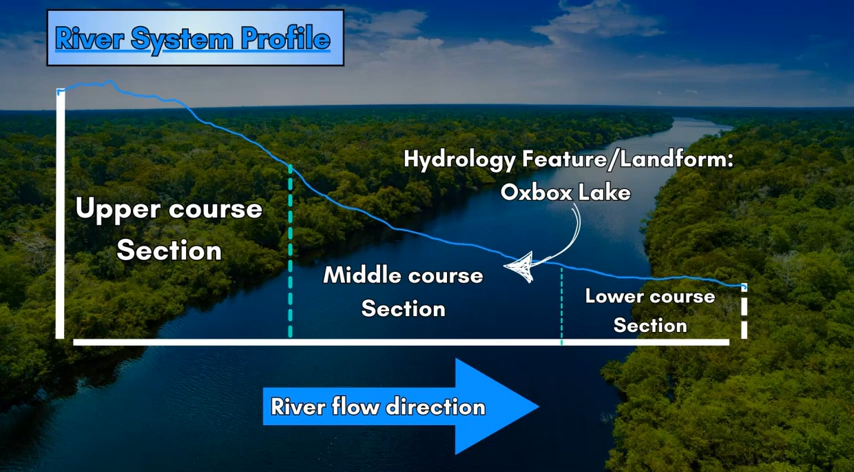 River System Profile
Hydrology Feature/Landform:
Oxbox Lake
Upper course
Section
Middle course
Section
Lower course
Section
River flow direction